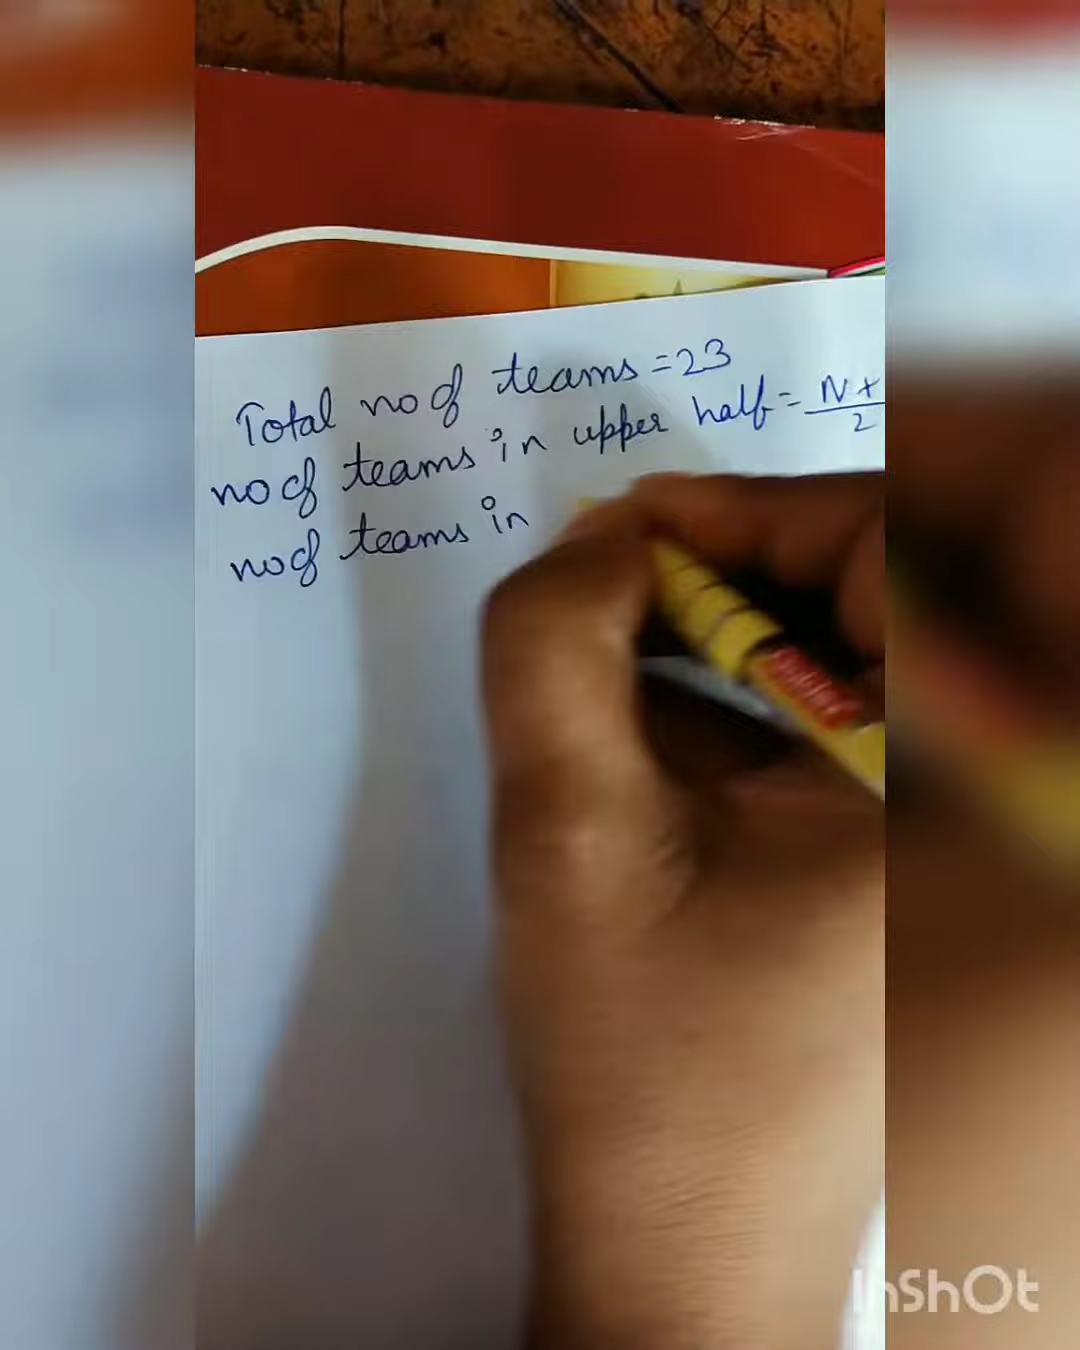 Total no of teams = 23
no of teams in upper half = N+
2
no of teams in
InShOt